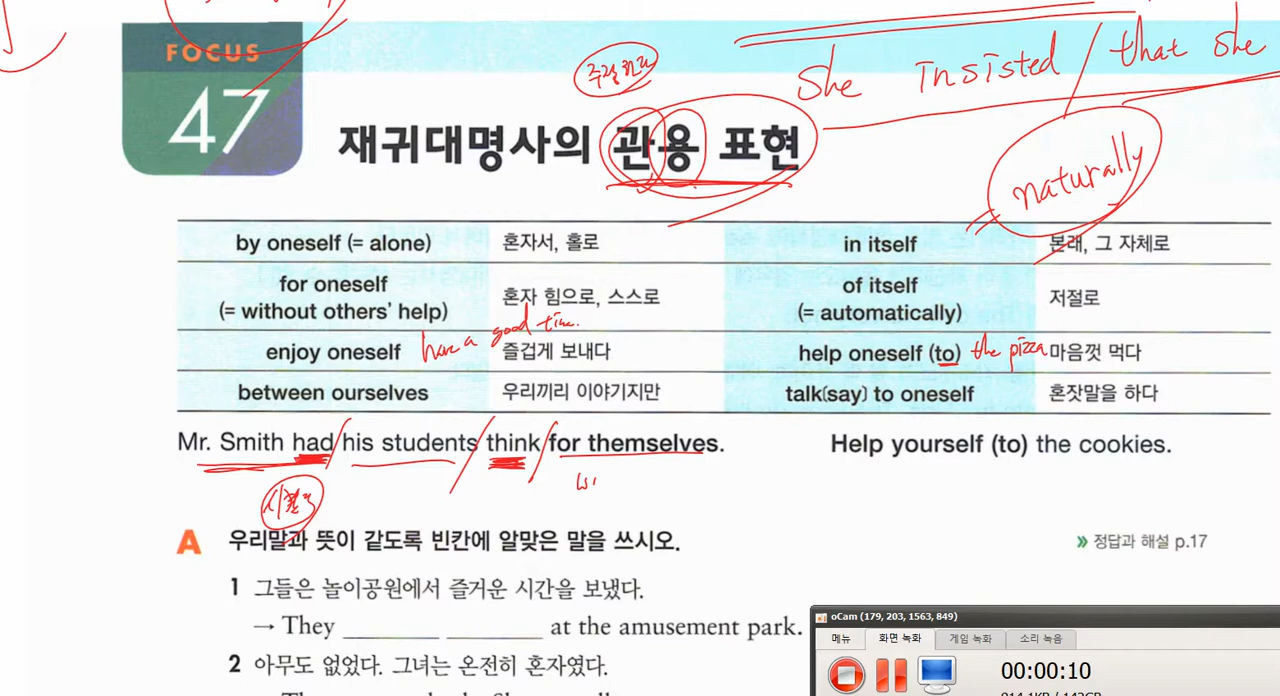 FOCUS
47
She insisted / that she
재귀대명사의 관용 표현
naturally
by oneself (= alone) 혼자서, 홀로 in itself 본래, 그 자체로
for oneself (= without others' help) 혼자 힘으로, 스스로 of itself (= automatically) 저절로
have a good time.
enjoy oneself 즐겁게 보내다 help oneself (to) the pizza 마음껏 먹다
between ourselves 우리끼리 이야기지만 talk(say) to oneself 혼잣말을 하다
Mr. Smith had / his students / think / for themselves. Help yourself (to) the cookies.
A 우리말과 뜻이 같도록 빈칸에 알맞은 말을 쓰시오. 정답과 해설 p.17
1 그들은 놀이공원에서 즐거운 시간을 보냈다.
→ They ________ ________ at the amusement park.
2 아무도 없었다. 그녀는 온전히 혼자였다.
oCam (179, 203, 1563, 849)
메뉴 화면 녹화 게임 녹화 소리 녹음
00:00:10